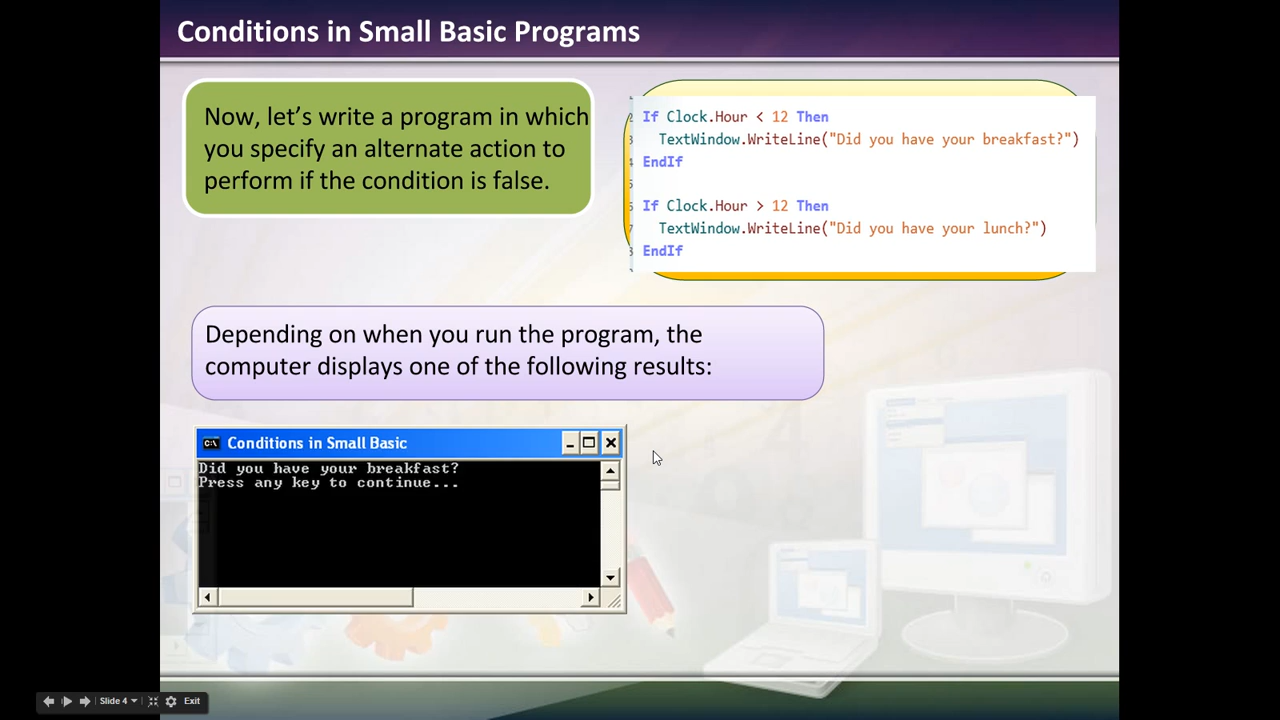 Conditions in Small Basic Programs
Now, let's write a program in which
you specify an alternate action to
perform if the condition is false.
If Clock.Hour < 12 Then
TextWindow.WriteLine("Did you have your breakfast?")
EndIf
If Clock.Hour > 12 Then
TextWindow.WriteLine("Did you have your lunch?")
EndIf
Depending on when you run the program, the
computer displays one of the following results:
C:\ Conditions in Small Basic
Did you have your breakfast?
Press any key to continue...
Slide 4
Exit